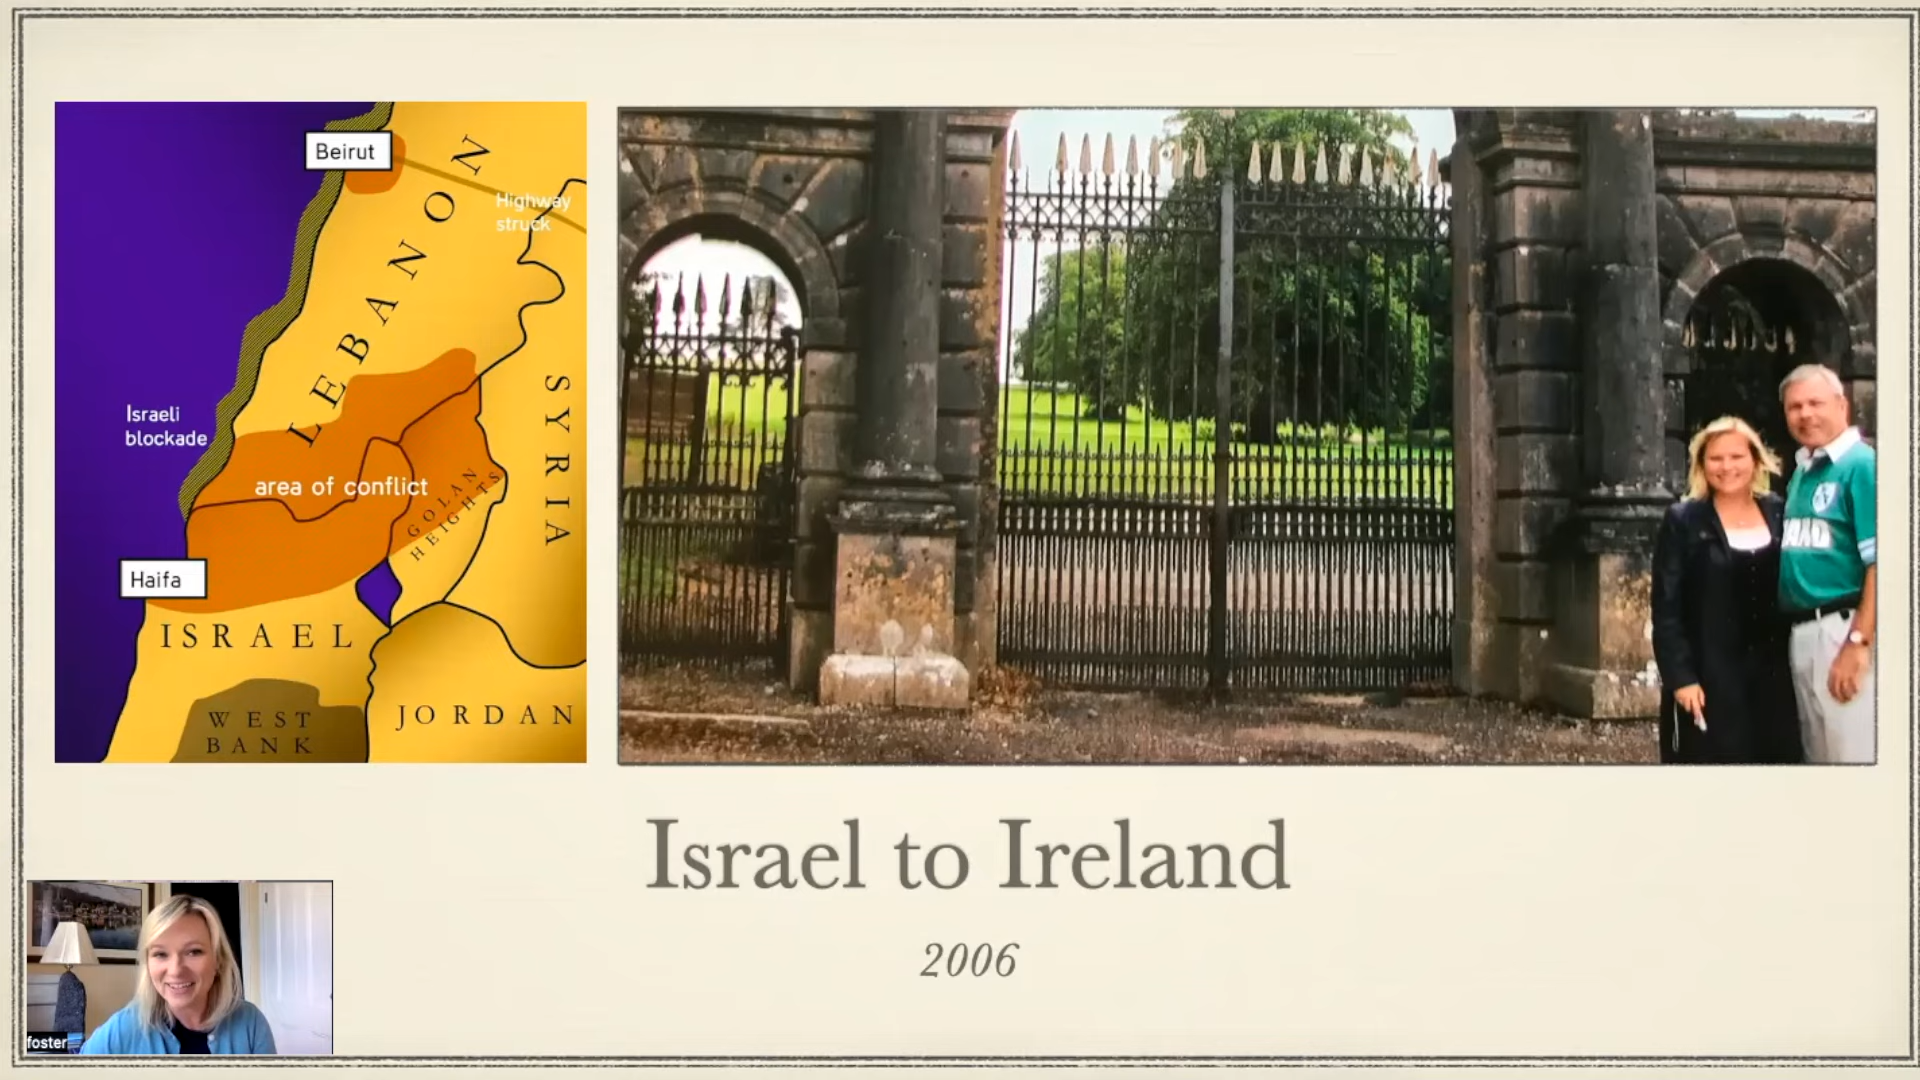 Beirut
Highway
struck
LEBANON
SYRIA
Israeli
blockade
area of conflict
GOLAN
HEIGHTS
Haifa
ISRAEL
WEST
BANK
JORDAN
Israel to Ireland
2006
foster